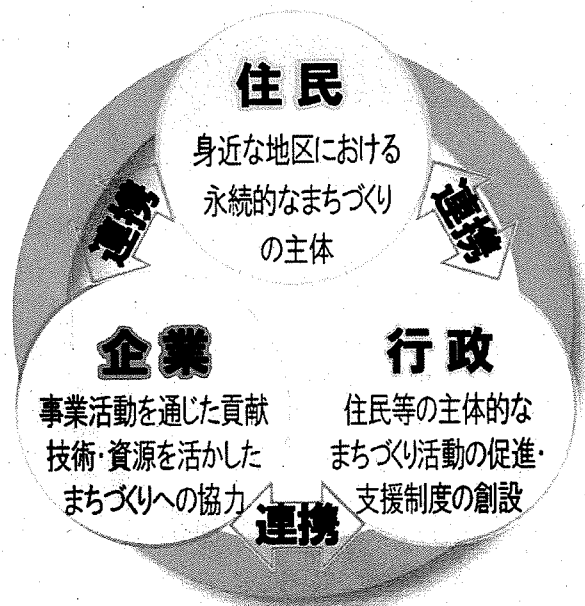 住民
身近な地区における
永続的なまちづくり
の主体
連携
連携
企業
事業活動を通じた貢献
技術・資源を活かした
まちづくりへの協力
行政
住民等の主体的な
まちづくり活動の促進・
支援制度の創設
連携